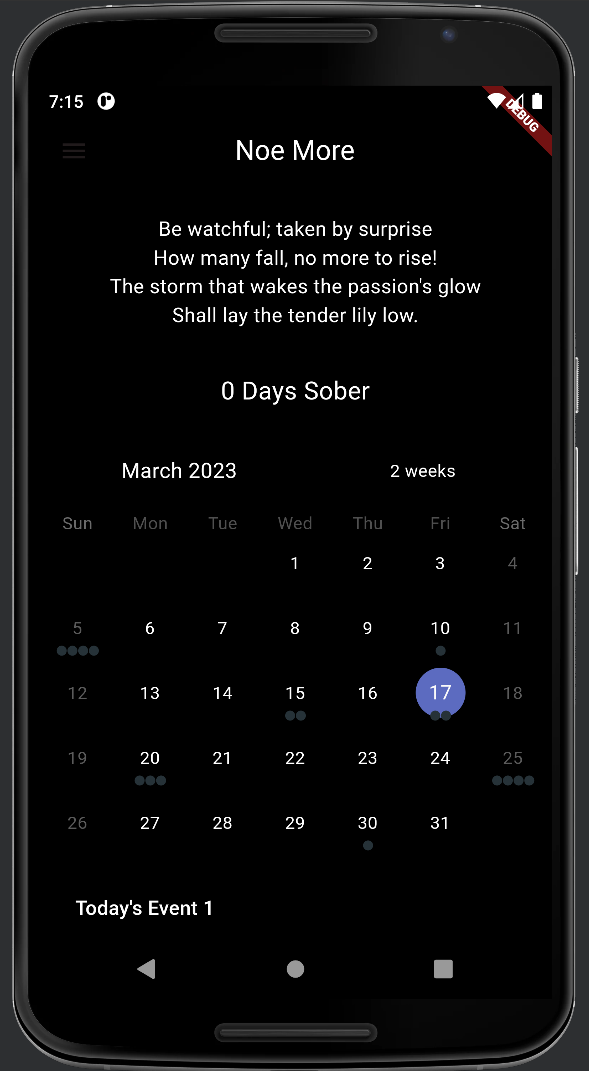 7:15
DEBUG
Noe More
Be watchful; taken by surprise
How many fall, no more to rise!
The storm that wakes the passion's glow
Shall lay the tender lily low.
0 Days Sober
March 2023 2 weeks
Sun Mon Tue Wed Thu Fri Sat
1 2 3 4
5 6 7 8 9 10 11
12 13 14 15 16 17 18
19 20 21 22 23 24 25
26 27 28 29 30 31
Today's Event 1